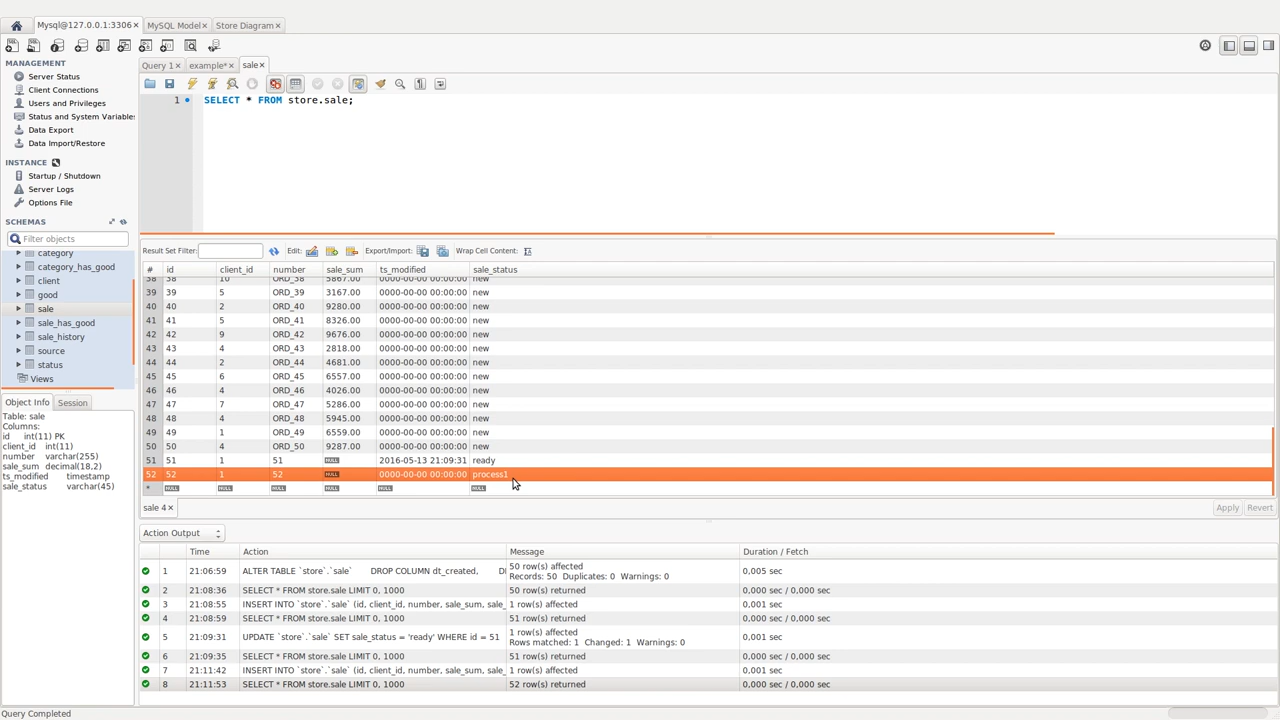 Mysql@127.0.0.1:3306 MySQL Model Store Diagram
MANAGEMENT
Server Status
Client Connections
Users and Privileges
Status and System Variable
Data Export
Data Import/Restore
INSTANCE
Startup / Shutdown
Server Logs
Options File
SCHEMAS
Filter objects
category
category_has_good
client
good
sale
sale_has_good
sale_history
source
status
Views
Object Info Session
Table: sale
Columns:
id int(11) PK
client_id int(11)
number varchar(255)
sale_sum decimal(18,2)
ts_modified timestamp
sale_status varchar(45)
Query 1 example* sale
1 SELECT * FROM store.sale;
Result Set Filter: Edit: Export/Import: Wrap Cell Content:
# id client_id number sale_sum ts_modified sale_status
38 38 10 ORD_38 5867.00 0000-00-00 00:00:00 new
39 39 5 ORD_39 3167.00 0000-00-00 00:00:00 new
40 40 2 ORD_40 9280.00 0000-00-00 00:00:00 new
41 41 5 ORD_41 8326.00 0000-00-00 00:00:00 new
42 42 9 ORD_42 9676.00 0000-00-00 00:00:00 new
43 43 4 ORD_43 2818.00 0000-00-00 00:00:00 new
44 44 2 ORD_44 4681.00 0000-00-00 00:00:00 new
45 45 6 ORD_45 6557.00 0000-00-00 00:00:00 new
46 46 4 ORD_46 4026.00 0000-00-00 00:00:00 new
47 47 7 ORD_47 5286.00 0000-00-00 00:00:00 new
48 48 4 ORD_48 5945.00 0000-00-00 00:00:00 new
49 49 1 ORD_49 6559.00 0000-00-00 00:00:00 new
50 50 4 ORD_50 9287.00 0000-00-00 00:00:00 new
51 51 1 51 NULL 2016-05-13 21:09:31 ready
52 52 1 52 NULL 0000-00-00 00:00:00 process1
* NULL NULL NULL NULL NULL NULL
sale 4 Apply Revert
Action Output
Time Action Message Duration / Fetch
1 21:06:59 ALTER TABLE `store`.`sale` DROP COLUMN dt_created, D 50 row(s) affected
Records: 50 Duplicates: 0 Warnings: 0 0,005 sec
2 21:08:36 SELECT * FROM store.sale LIMIT 0, 1000 50 row(s) returned 0,000 sec / 0,000 sec
3 21:08:55 INSERT INTO `store`.`sale` (id, client_id, number, sale_sum, sale_ 1 row(s) affected 0,001 sec
4 21:08:59 SELECT * FROM store.sale LIMIT 0, 1000 51 row(s) returned 0,000 sec / 0,000 sec
5 21:09:31 UPDATE `store`.`sale` SET sale_status = 'ready' WHERE id = 51 1 row(s) affected
Rows matched: 1 Changed: 1 Warnings: 0 0,001 sec
6 21:09:35 SELECT * FROM store.sale LIMIT 0, 1000 51 row(s) returned 0,000 sec / 0,000 sec
7 21:11:42 INSERT INTO `store`.`sale` (id, client_id, number, sale_sum, sale_ 1 row(s) affected 0,001 sec
8 21:11:53 SELECT * FROM store.sale LIMIT 0, 1000 52 row(s) returned 0,000 sec / 0,000 sec
Query Completed